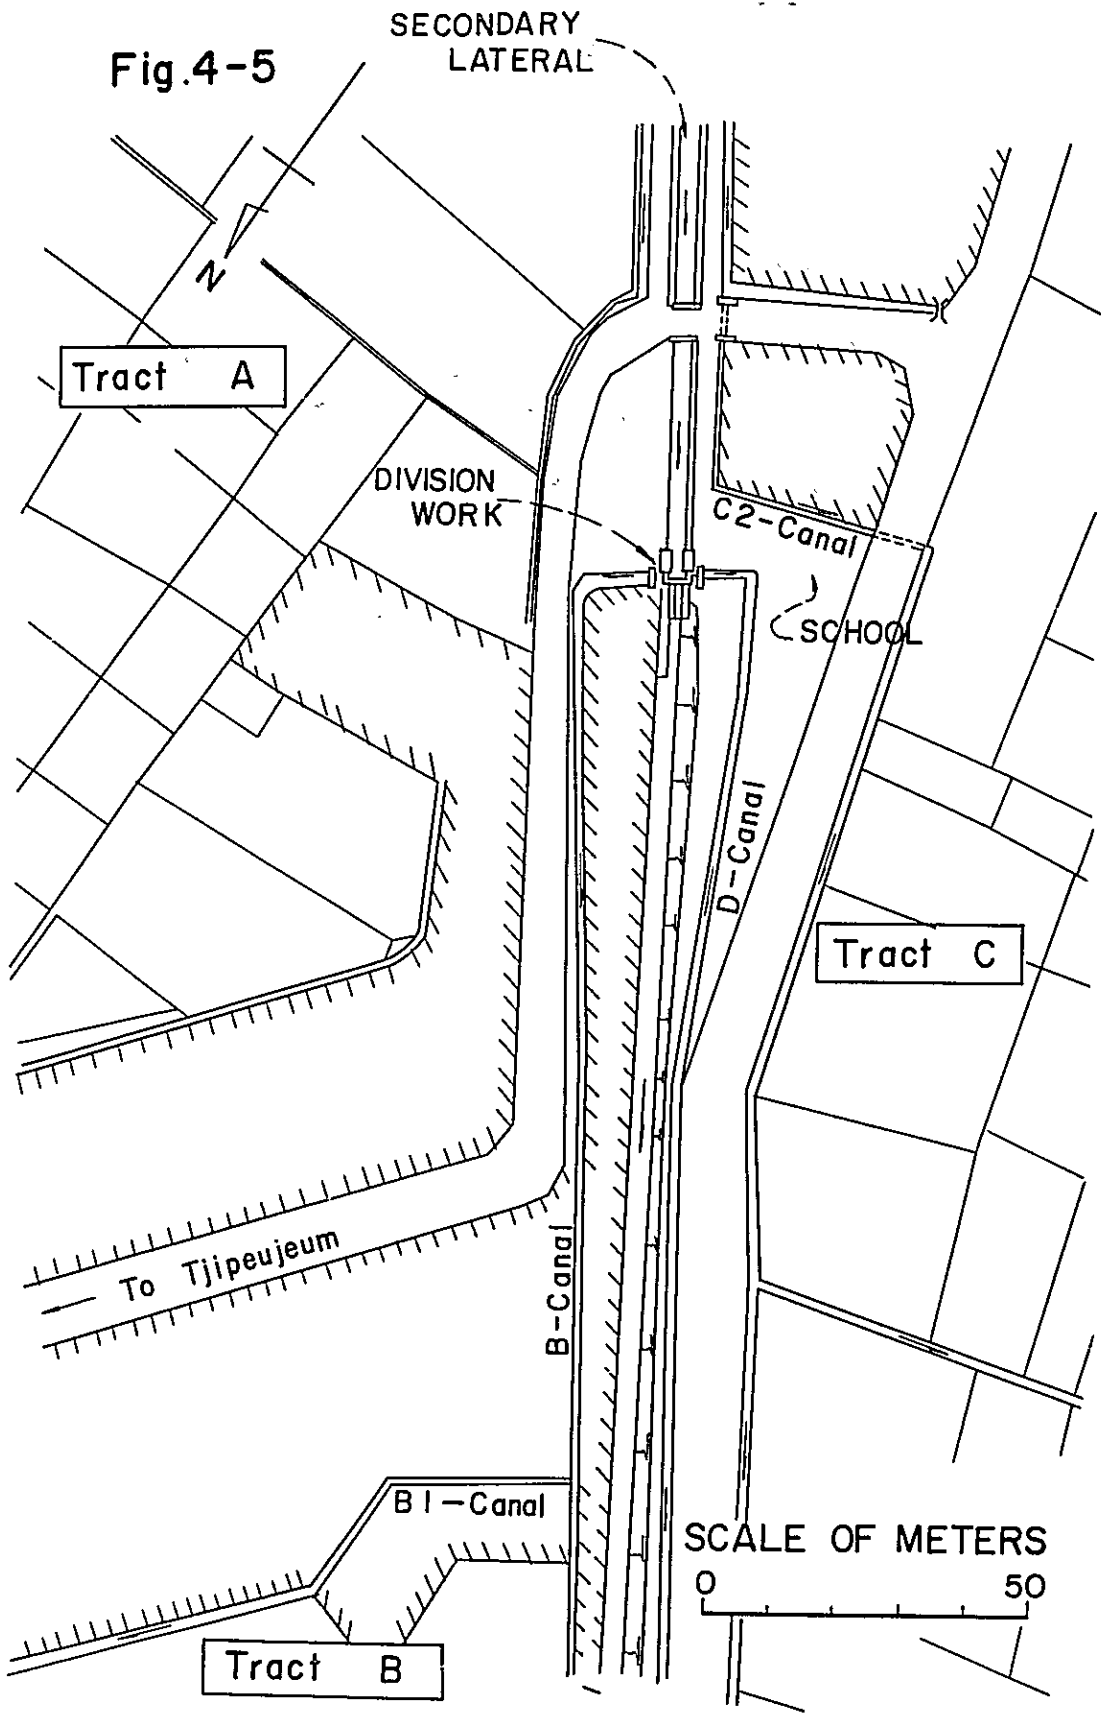 SECONDARY
LATERAL
Fig.4-5
N
Tract A
DIVISION
WORK
C2-Canal
SCHOOL
D-Canal
Tract C
To Tjipeujeum
B-Canal
B1-Canal
SCALE OF METERS
0 50
Tract B